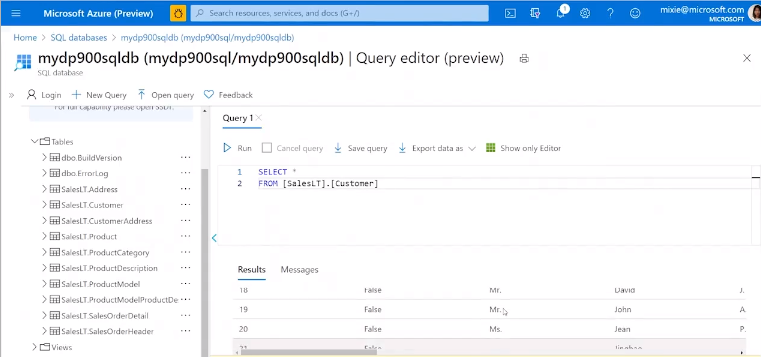 Microsoft Azure (Preview)
Search resources, services, and docs (G+/)
1
mixie@microsoft.com
MICROSOFT
Home > SQL databases > mydp900sqldb (mydp900sql/mydp900sqldb)
mydp900sqldb (mydp900sql/mydp900sqldb) | Query editor (preview)
SQL database
Login
New Query
Open query
Feedback
For full capability please open SSDT.
Tables
dbo.BuildVersion
dbo.ErrorLog
SalesLT.Address
SalesLT.Customer
SalesLT.CustomerAddress
SalesLT.Product
SalesLT.ProductCategory
SalesLT.ProductDescription
SalesLT.ProductModel
SalesLT.ProductModelProductDe
SalesLT.SalesOrderDetail
SalesLT.SalesOrderHeader
Views
Query 1
Run
Cancel query
Save query
Export data as
Show only Editor
1 SELECT *
2 FROM [SalesLT].[Customer]
Results Messages
18 False Mr. David J.
19 False Mr. John A.
20 False Ms. Jean P.
21 Jinghao